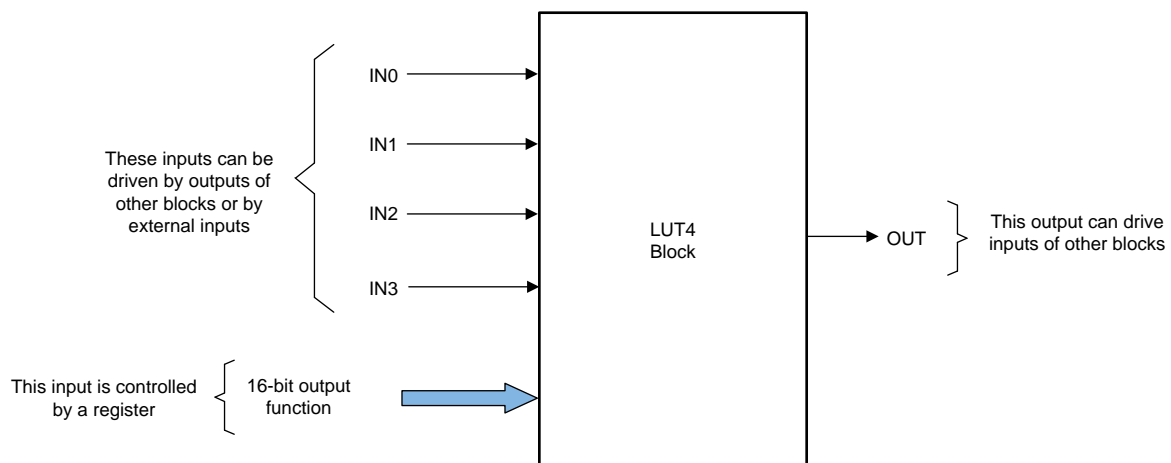 IN0
IN1
IN2
IN3
These inputs can be
driven by outputs of
other blocks or by
external inputs
LUT4
Block
OUT
This output can drive
inputs of other blocks
This input is controlled
by a register
16-bit output
function